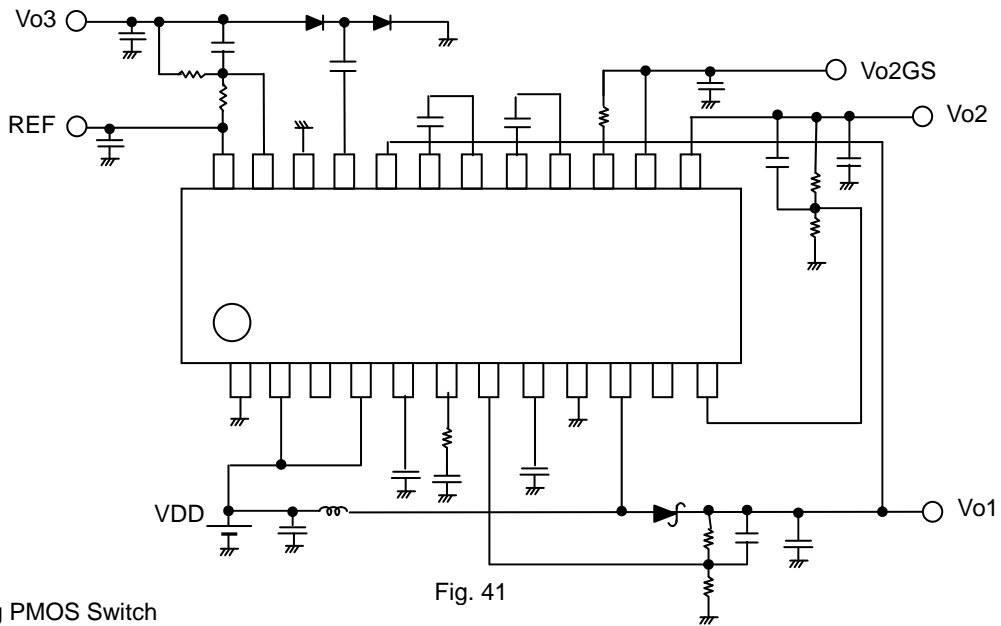 Vo3
Vo2GS
Vo2
REF
VDD
Vo1
Fig. 41
PMOS Switch